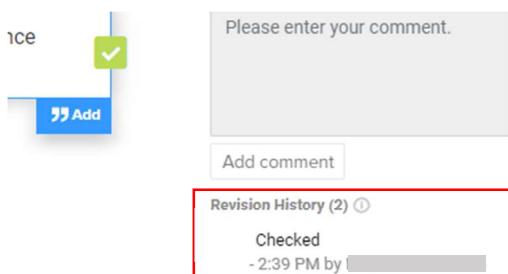 nce
Add
Please enter your comment.
Add comment
Revision History (2)
Checked
- 2:39 PM by